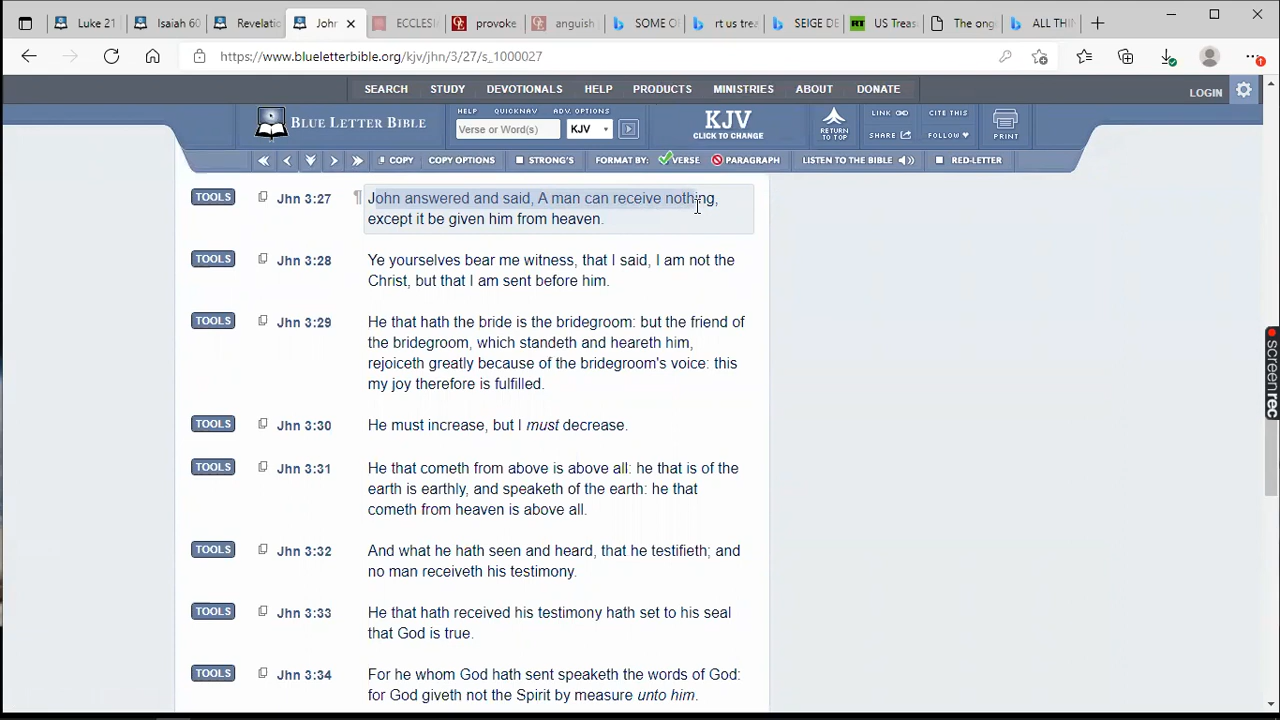 Luke 21
Isaiah 60
Revelatio
Johr
ECCLESI
provoke
anguish
SOME O
rt us trea
SEIGE DE
RT
US Treas
The ong
ALL THI
https://www.blueletterbible.org/kjv/jhn/3/27/s_1000027
SEARCH STUDY DEVOTIONALS HELP PRODUCTS MINISTRIES ABOUT DONATE LOGIN
BLUE LETTER BIBLE
HELP QUICKNAV ADV. OPTIONS
Verse or Word(s) KJV
KJV
CLICK TO CHANGE
RETURN
TO TOP
LINK CITE THIS
SHARE FOLLOW
PRINT
COPY COPY OPTIONS STRONG'S FORMAT BY: VERSE PARAGRAPH LISTEN TO THE BIBLE RED-LETTER
TOOLS Jhn 3:27 ¶ John answered and said, A man can receive nothing,
except it be given him from heaven.
TOOLS Jhn 3:28 Ye yourselves bear me witness, that I said, I am not the
Christ, but that I am sent before him.
TOOLS Jhn 3:29 He that hath the bride is the bridegroom: but the friend of
the bridegroom, which standeth and heareth him,
rejoiceth greatly because of the bridegroom's voice: this
my joy therefore is fulfilled.
TOOLS Jhn 3:30 He must increase, but I must decrease.
TOOLS Jhn 3:31 He that cometh from above is above all: he that is of the
earth is earthly, and speaketh of the earth: he that
cometh from heaven is above all.
TOOLS Jhn 3:32 And what he hath seen and heard, that he testifieth; and
no man receiveth his testimony.
TOOLS Jhn 3:33 He that hath received his testimony hath set to his seal
that God is true.
TOOLS Jhn 3:34 For he whom God hath sent speaketh the words of God:
for God giveth not the Spirit by measure unto him.
screenrec